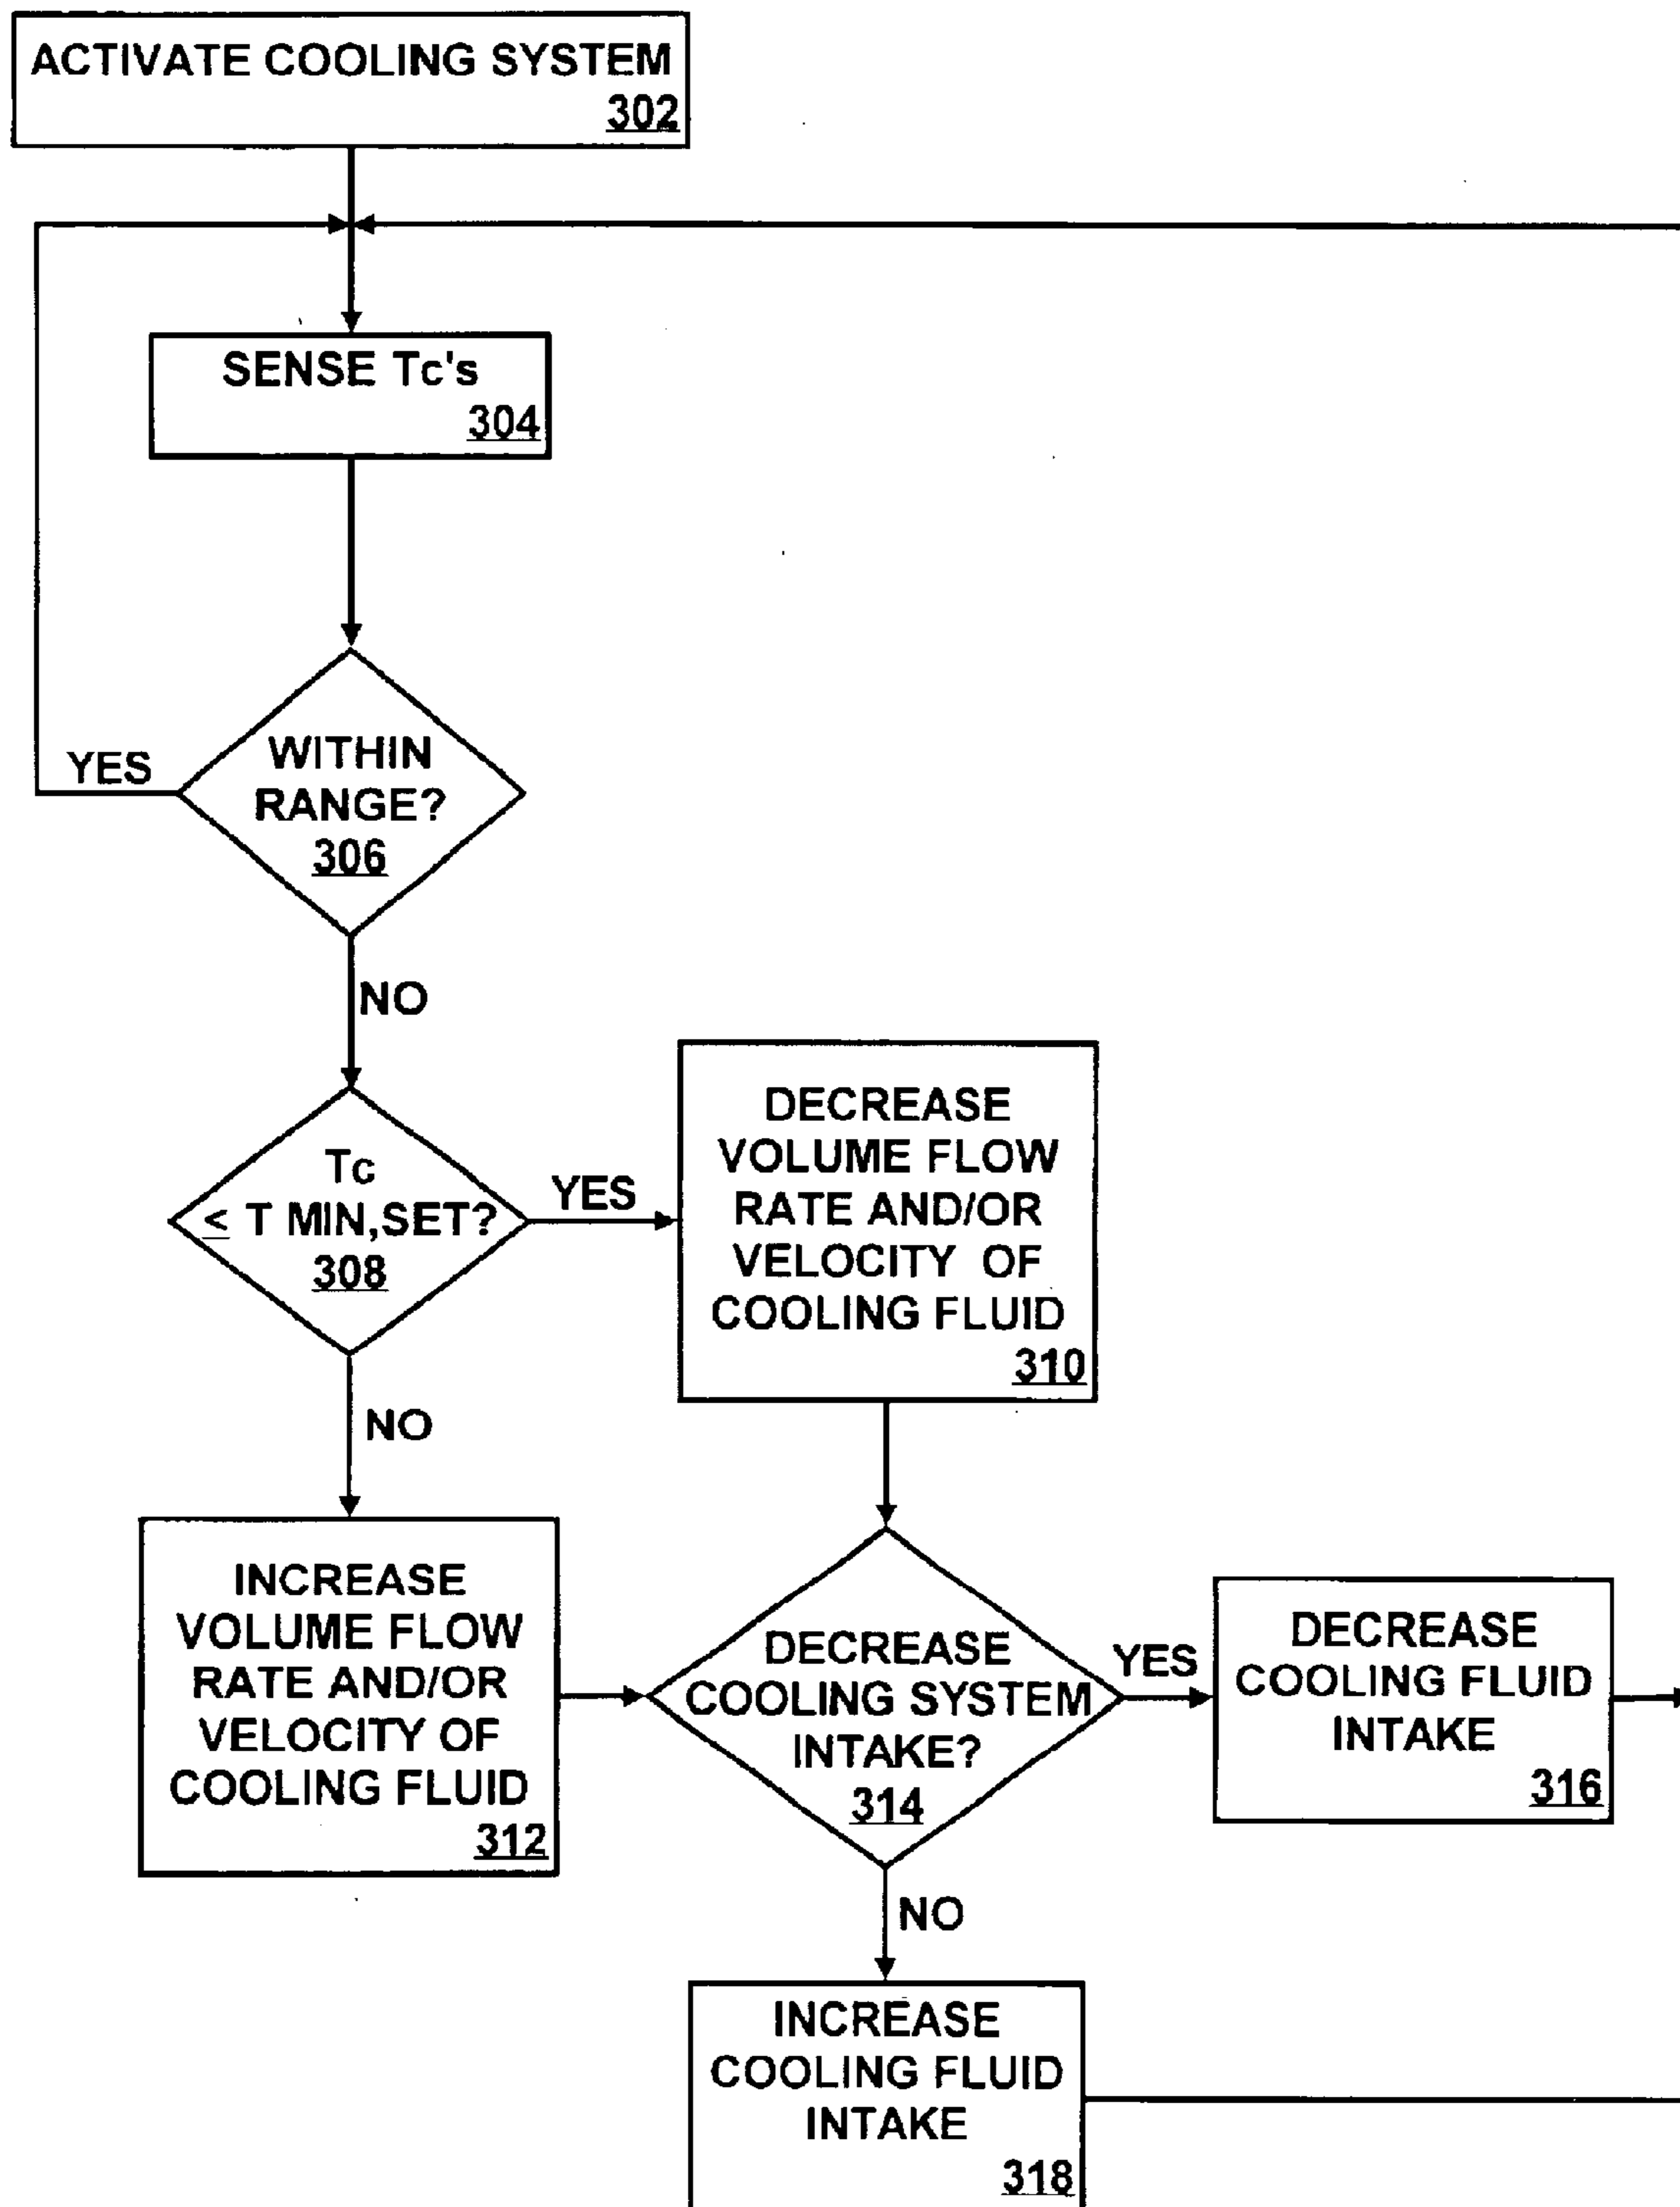 ACTIVATE COOLING SYSTEM
302
SENSE Tc's
304
WITHIN
RANGE?
306
YES
NO
Tc
≤ T MIN,SET?
308
YES
NO
DECREASE
VOLUME FLOW
RATE AND/OR
VELOCITY OF
COOLING FLUID
310
INCREASE
VOLUME FLOW
RATE AND/OR
VELOCITY OF
COOLING FLUID
312
DECREASE
COOLING SYSTEM
INTAKE?
314
YES
NO
DECREASE
COOLING FLUID
INTAKE
316
INCREASE
COOLING FLUID
INTAKE
318